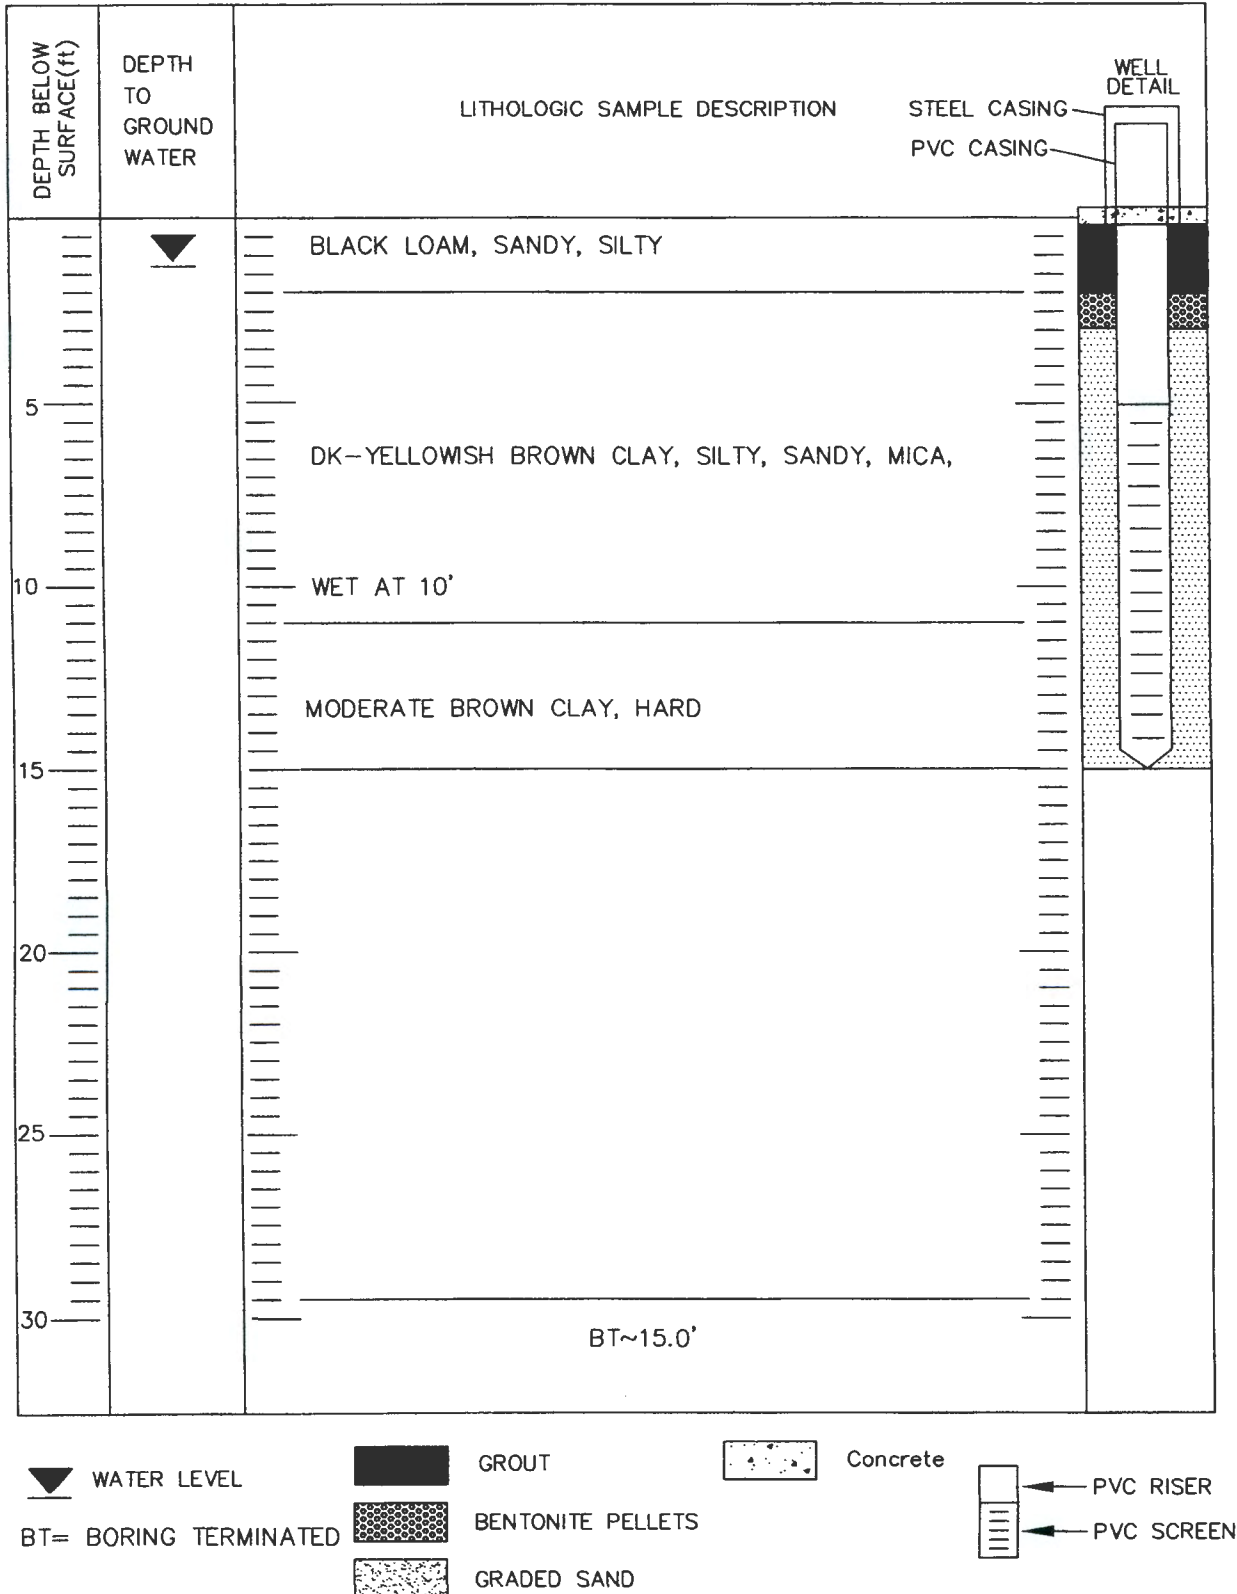 DEPTH BELOW
SURFACE(ft)
DEPTH
TO
GROUND
WATER
LITHOLOGIC SAMPLE DESCRIPTION
WELL
DETAIL
STEEL CASING
PVC CASING
BLACK LOAM, SANDY, SILTY
5
DK-YELLOWISH BROWN CLAY, SILTY, SANDY, MICA,
10
WET AT 10'
MODERATE BROWN CLAY, HARD
15
20
25
30
BT~15.0'
WATER LEVEL
BT= BORING TERMINATED
GROUT
BENTONITE PELLETS
GRADED SAND
Concrete
PVC RISER
PVC SCREEN